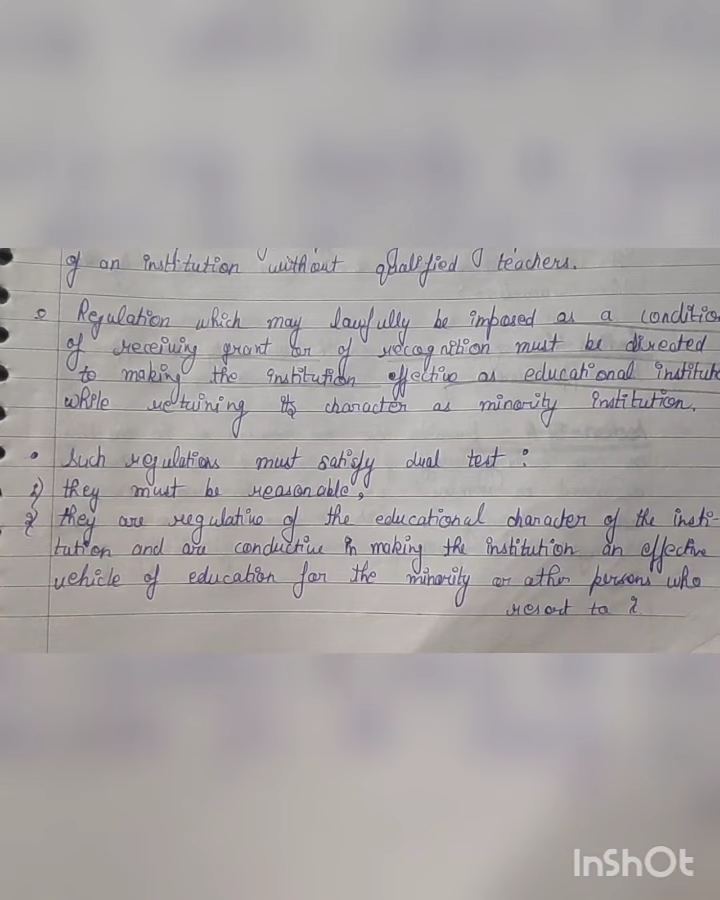 of an institution without qualified teachers.
Regulation which may lawfully be imposed as a condition
of receiving grant or of recognition must be directed
to making the institution effective as educational institute
while retaining its character as minority institution.
• Such regulations must satisfy dual test:
1) they must be reasonable,
2 they are regulative of the educational character of the insti-
tution and are conductive in making the institution an effective
vehicle of education for the minority or other persons who
resort to
InShOt